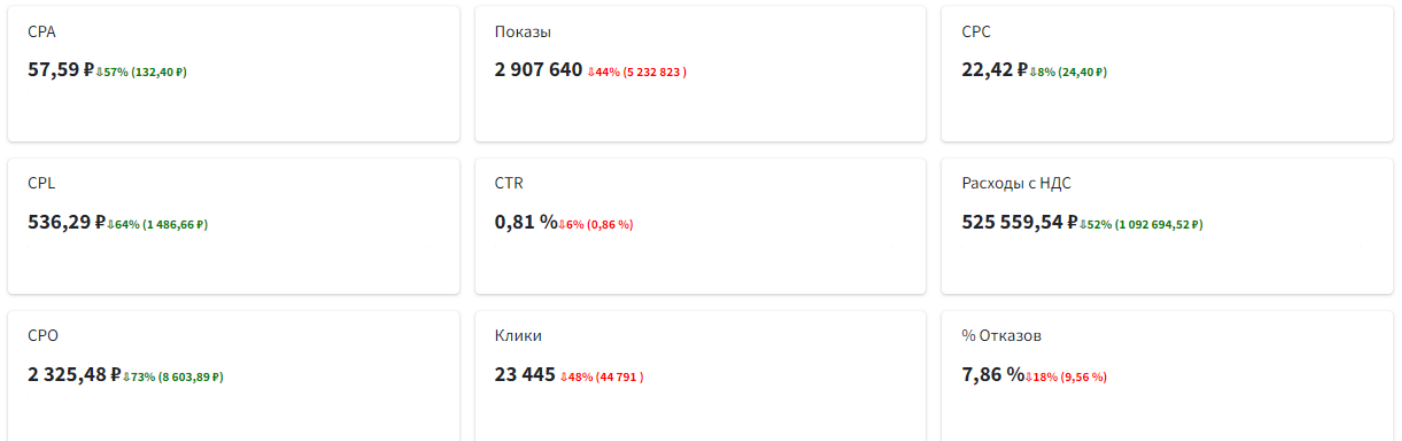 CPA
57,59 ₽⇩57% (132,40 ₽)
Показы
2 907 640 ⇩44% (5 232 823 )
CPC
22,42 ₽⇩8% (24,40 ₽)
CPL
536,29 ₽⇩64% (1 486,66 ₽)
CTR
0,81 %⇩6% (0,86 %)
Расходы с НДС
525 559,54 ₽⇩52% (1 092 694,52 ₽)
CPO
2 325,48 ₽⇩73% (8 603,89 ₽)
Клики
23 445 ⇩48% (44 791 )
% Отказов
7,86 %⇩18% (9,56 %)